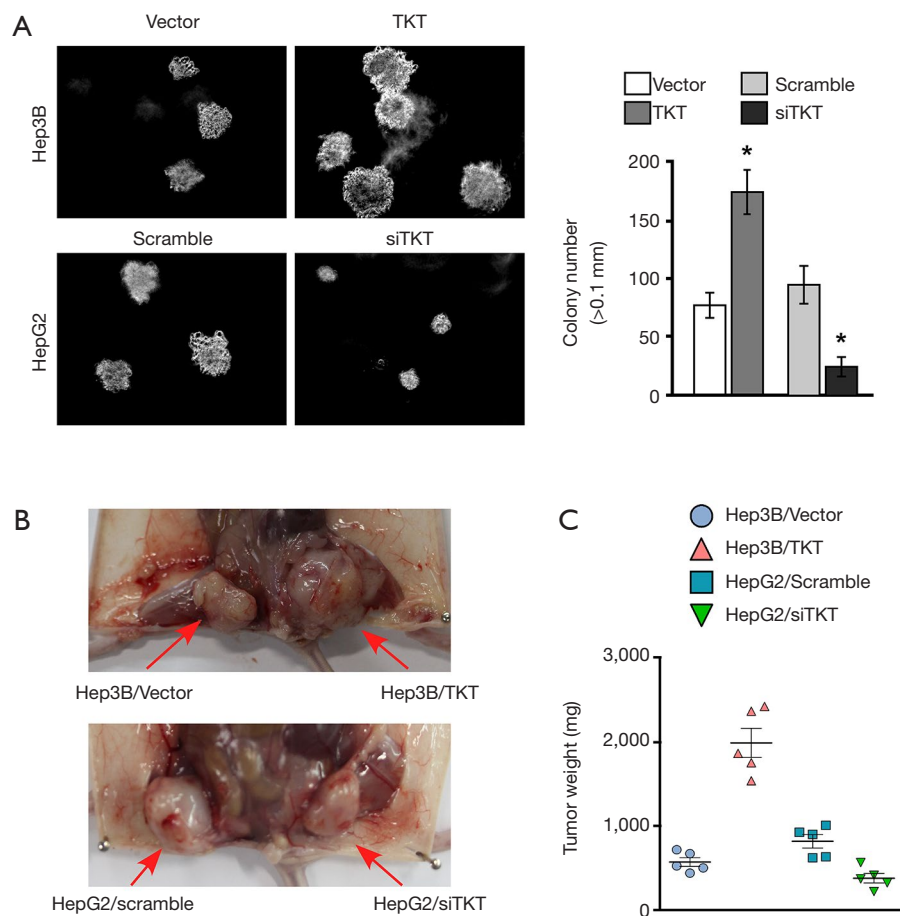 A
Vector TKT
Hep3B
Scramble siTKT
HepG2
Vector Scramble
TKT siTKT
Colony number
(>0.1 mm)
200
150
100
50
0
*
*
B
Hep3B/Vector Hep3B/TKT
HepG2/scramble HepG2/siTKT
C
Hep3B/Vector
Hep3B/TKT
HepG2/Scramble
HepG2/siTKT
Tumor weight (mg)
3,000
2,000
1,000
0